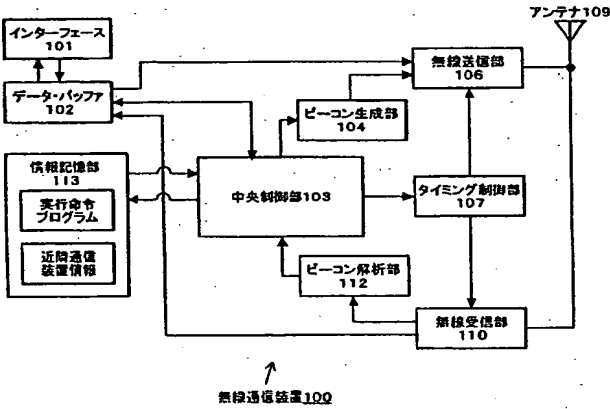 アンテナ109
インターフェース
101
データ・バッファ
102
無線送信部
106
ビーコン生成部
104
情報記憶部
113
実行命令
プログラム
近隣通信
装置情報
中央制御部103
タイミング制御部
107
ビーコン解析部
112
無線受信部
110
無線通信装置100